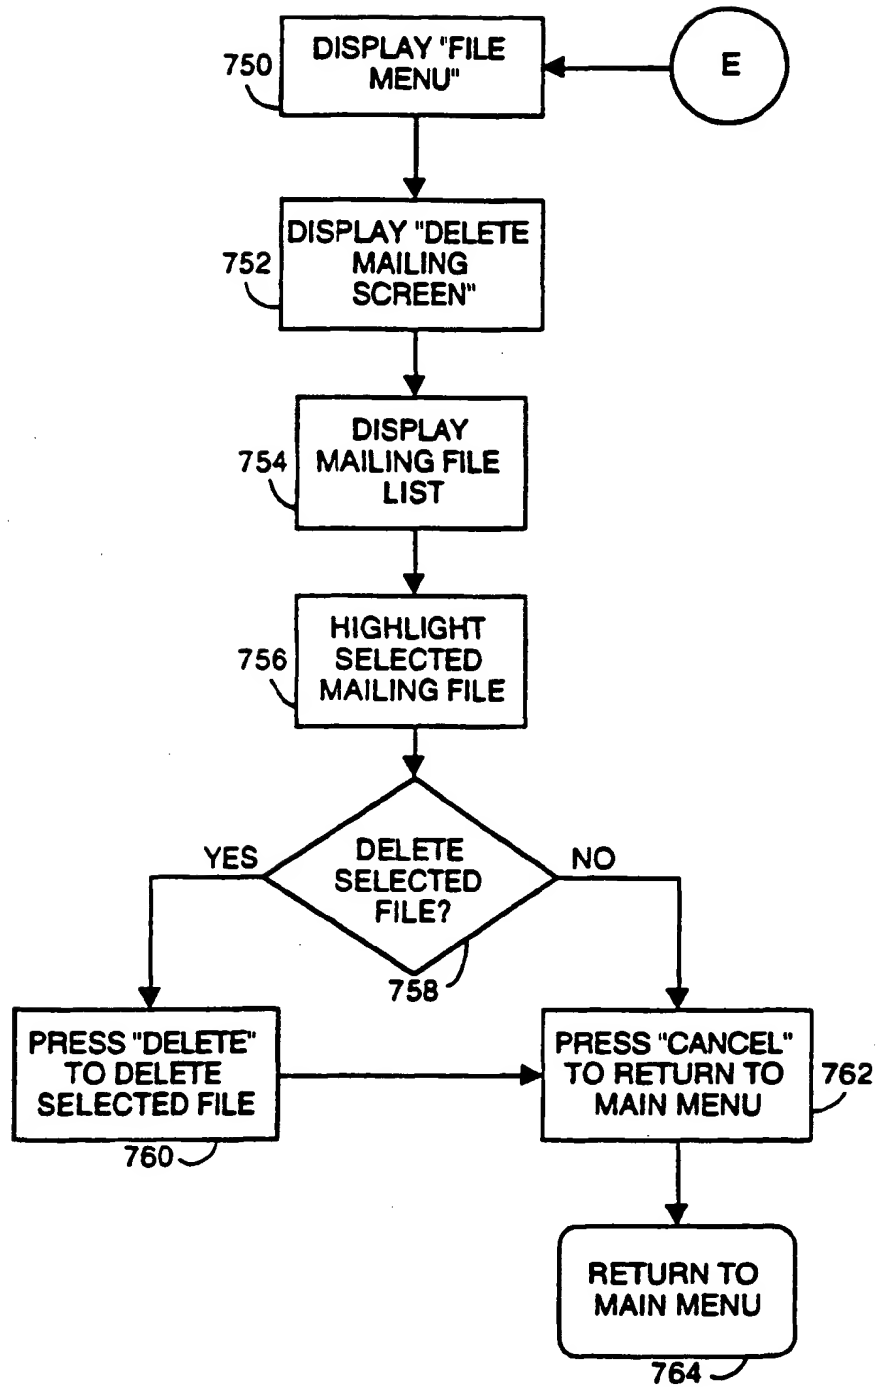 DISPLAY "FILE
MENU"
750
E
DISPLAY "DELETE
MAILING
SCREEN"
752
DISPLAY
MAILING FILE
LIST
754
HIGHLIGHT
SELECTED
MAILING FILE
756
YES
DELETE
SELECTED
FILE?
NO
758
PRESS "DELETE"
TO DELETE
SELECTED FILE
760
PRESS "CANCEL"
TO RETURN TO
MAIN MENU
762
RETURN TO
MAIN MENU
764